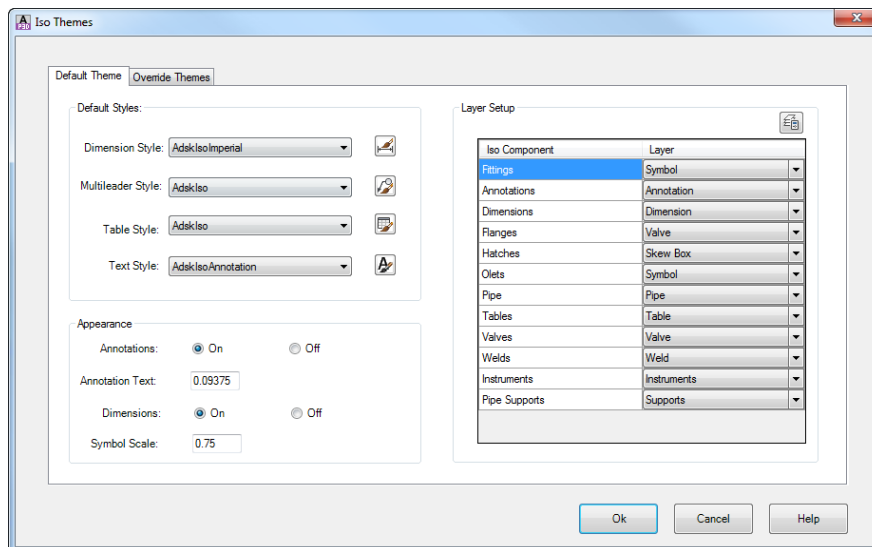 Iso Themes
Default Theme Override Themes
Default Styles:
Dimension Style: AdskIsoImperial
Multileader Style: AdskIso
Table Style: AdskIso
Text Style: AdskIsoAnnotation
Appearance
Annotations: On Off
Annotation Text: 0.09375
Dimensions: On Off
Symbol Scale: 0.75
Layer Setup
Iso Component Layer
Fittings Symbol
Annotations Annotation
Dimensions Dimension
Flanges Valve
Hatches Skew Box
Olets Symbol
Pipe Pipe
Tables Table
Valves Valve
Welds Weld
Instruments Instruments
Pipe Supports Supports
Ok Cancel Help